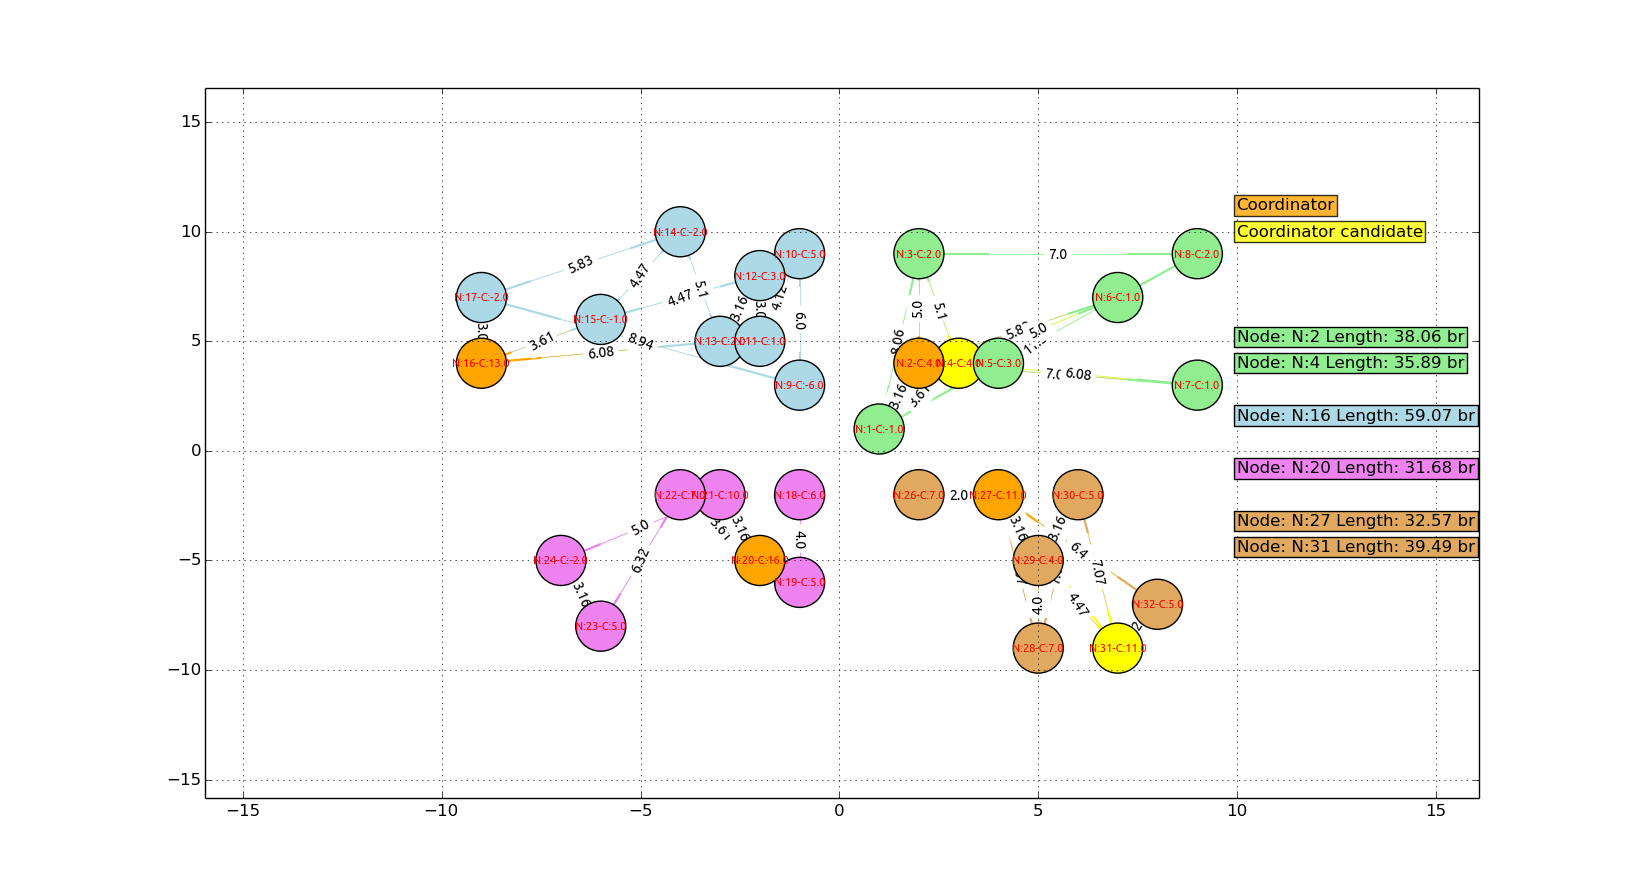 15
10
5
0
−5
−10
−15
−15
−10
−5
0
5
10
15
Coordinator
Coordinator candidate
Node: N:2 Length: 38.06 br
Node: N:4 Length: 35.89 br
Node: N:16 Length: 59.07 br
Node: N:20 Length: 31.68 br
Node: N:27 Length: 32.57 br
Node: N:31 Length: 39.49 br
N:14-C:-2.0
N:10-C:5.0
N:12-C:3.0
N:17-C:-2.0
N:15-C:-1.0
N:16-C:13.0
N:11-C:1.0
N:9-C:-6.0
5.83
4.47
5.1
4.47
3.16
6.0
3.61
6.08
8.94
N:3-C:2.0
N:8-C:2.0
N:6-C:1.0
N:2-C:4.0
N:5-C:3.0
N:7-C:1.0
N:1-C:-1.0
7.0
5.0
5.1
8.06
5.0
6.08
3.16
N:18-C:6.0
N:20-C:16.0
N:19-C:5.0
N:24-C:-2.0
N:23-C:5.0
5.0
6.32
3.16
3.16
4.0
N:26-C:7.0
N:27-C:11.0
N:30-C:5.0
N:29-C:4.0
N:32-C:5.0
N:28-C:7.0
N:31-C:11.0
2.0
3.16
3.16
6.4
7.07
4.0
4.47